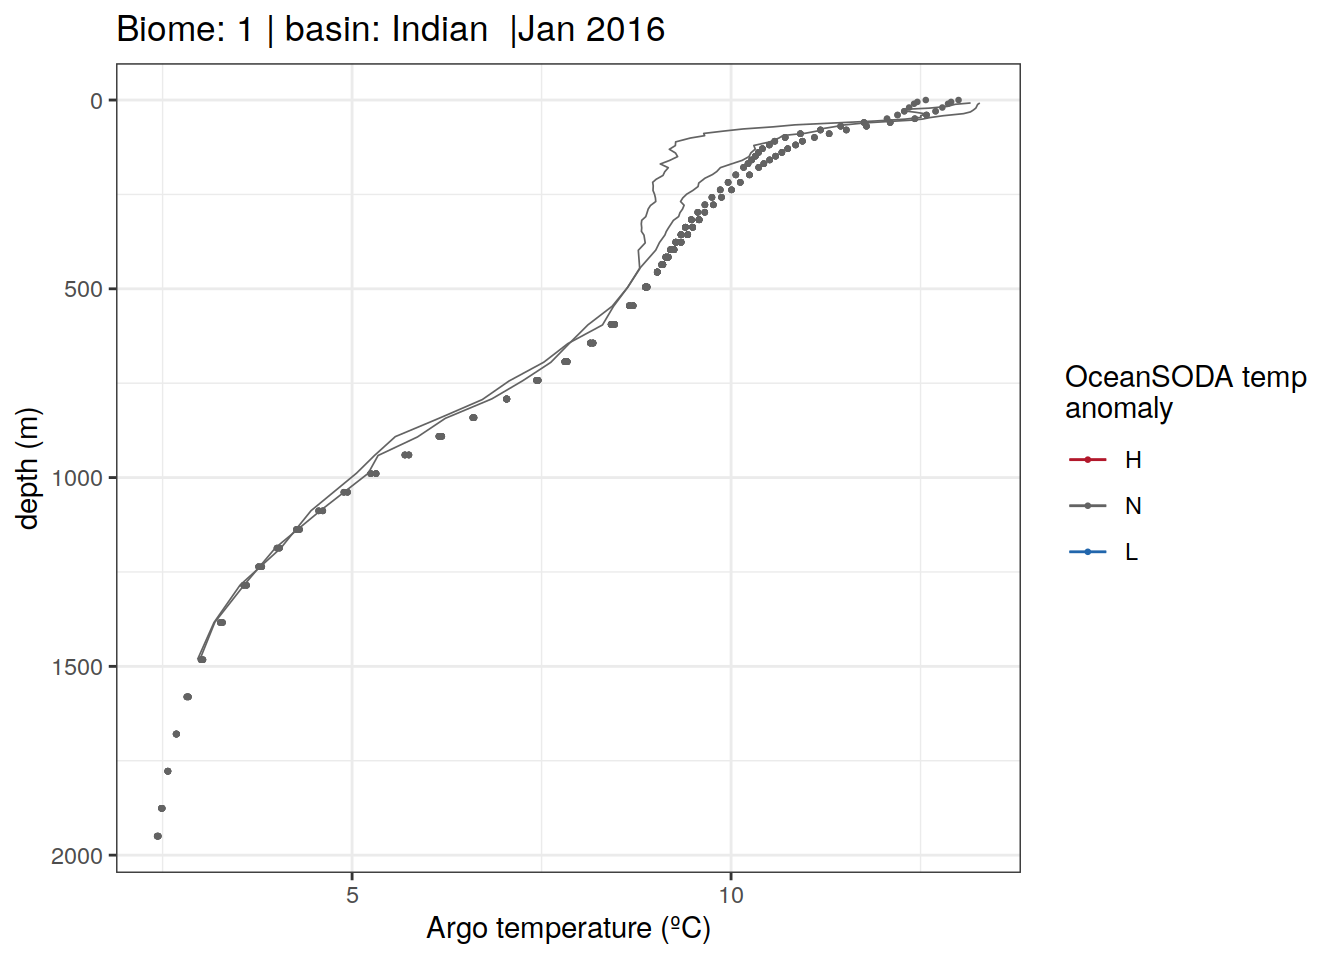 Biome: 1 | basin: Indian  |Jan 2016
0
500
1000
1500
2000
depth (m)
5
10
Argo temperature (ºC)
OceanSODA temp
anomaly
H
N
L